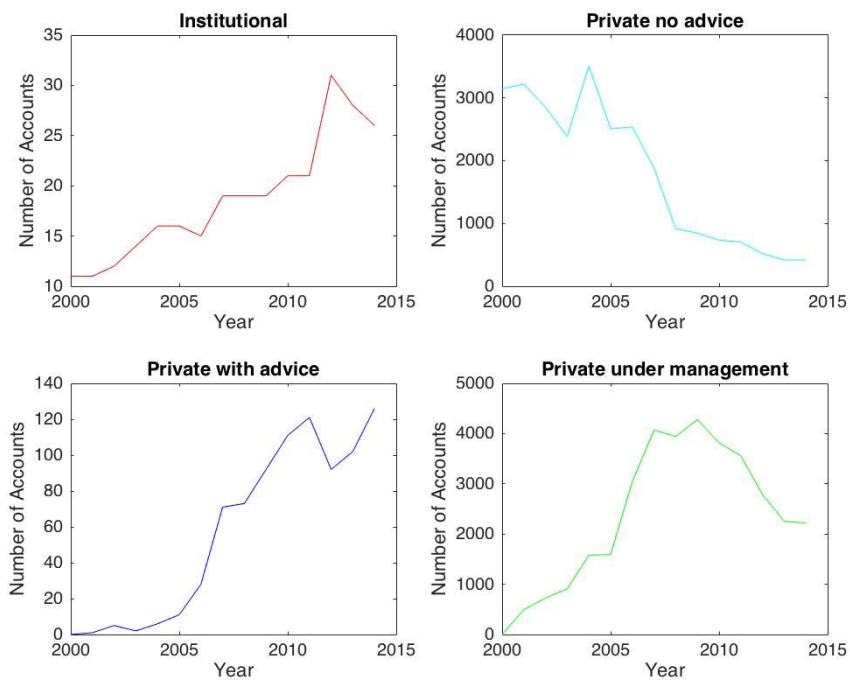 Institutional
35
30
25
20
15
10
Number of Accounts
2000 2005 2010 2015
Year
Private no advice
4000
3000
2000
1000
0
Number of Accounts
2000 2005 2010 2015
Year
Private with advice
140
120
100
80
60
40
20
0
Number of Accounts
2000 2005 2010 2015
Year
Private under management
5000
4000
3000
2000
1000
0
Number of Accounts
2000 2005 2010 2015
Year